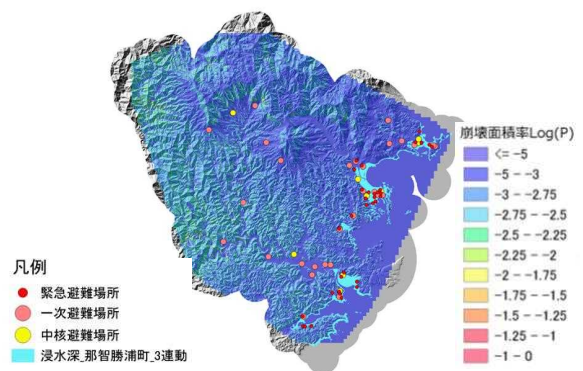 崩壊面積率Log(P)
<= -5
-5 - -3
-3 - -2.75
-2.75 - -2.5
-2.5 - -2.25
-2.25 - -2
-2 - -1.75
-1.75 - -1.5
-1.5 - -1.25
-1.25 - -1
-1 - 0
凡例
緊急避難場所
一次避難場所
中核避難場所
浸水深_那智勝浦町_3連動